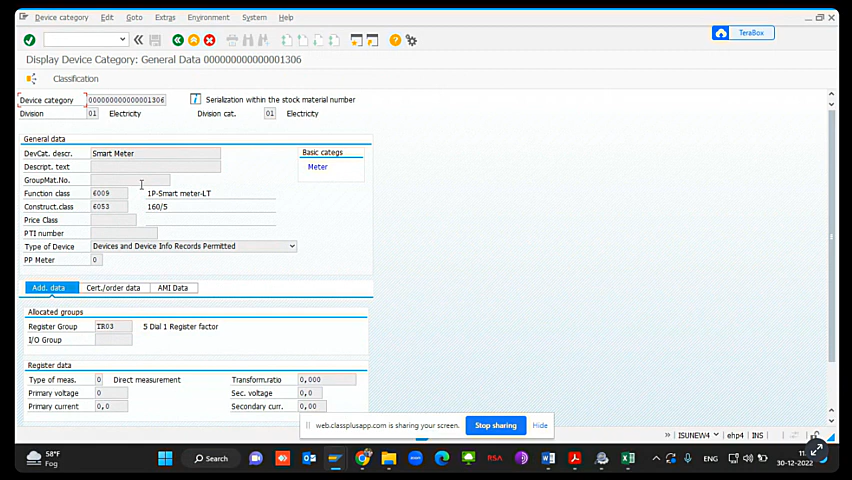 Device category Edit Goto Extras Environment System Help
TeraBox
Display Device Category: General Data 000000000000001306
Classification
Device category 000000000000001306 Serialization within the stock material number
Division 01 Electricity Division cat. 01 Electricity
General data
DevCat. descr. Smart Meter Basic categs
Descript. text Meter
GroupMat.No.
Function class 6009 1P-Smart meter-LT
Construct.class 6053 160/5
Price Class
PTI number
Type of Device Devices and Device Info Records Permitted
PP Meter 0
Add. data Cert./order data AMI Data
Allocated groups
Register Group TR03 5 Dial 1 Register factor
I/O Group
Register data
Type of meas. 0 Direct measurement Transform.ratio 0,000
Primary voltage 0 Sec. voltage 0,0
Primary current 0,0 Secondary curr. 0,00
web.classplusapp.com is sharing your screen. Stop sharing Hide
ISUNEW4 ehp4 INS
58°F
Fog
Search
RSA
ENG
30-12-2022